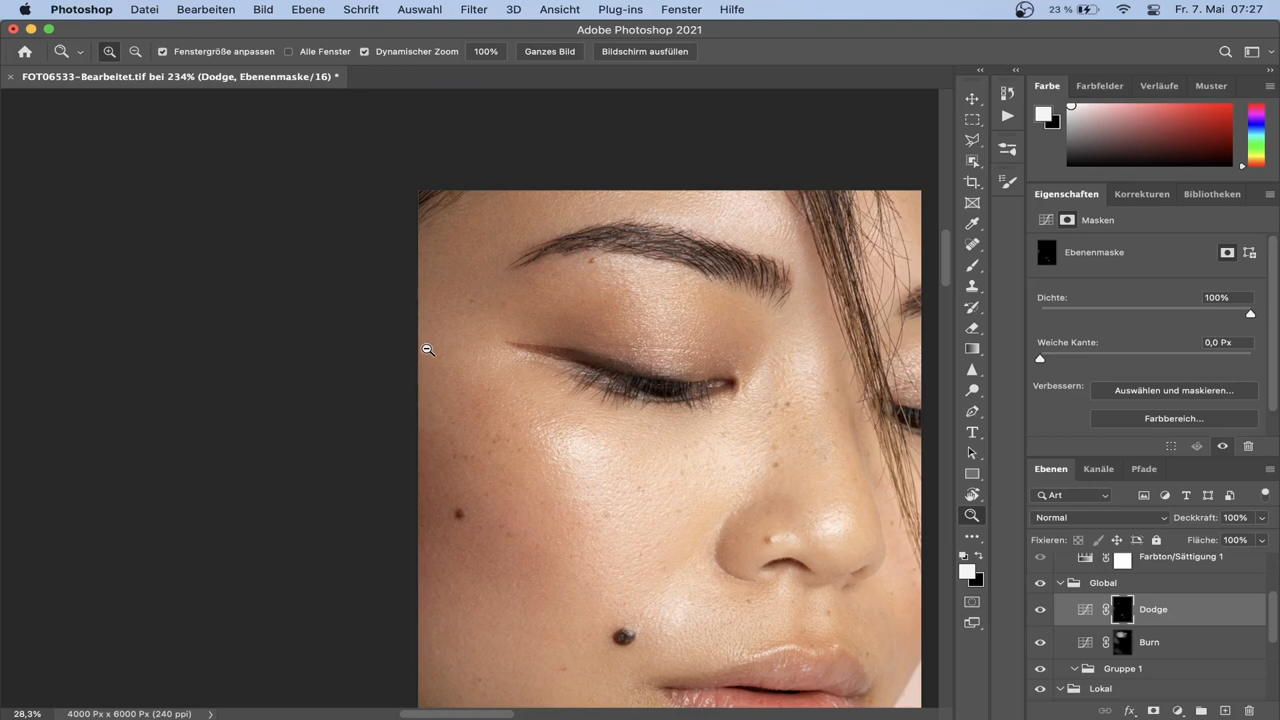 Photoshop Datei Bearbeiten Bild Ebene Schrift Auswahl Filter 3D Ansicht Plug-ins Fenster Hilfe 23 % Fr. 7. Mai 07:27
Adobe Photoshop 2021
Fenstergröße anpassen Alle Fenster Dynamischer Zoom 100% Ganzes Bild Bildschirm ausfüllen
FOT06533-Bearbeitet.tif bei 234% (Dodge, Ebenenmaske/16) *
Farbe Farbfelder Verläufe Muster
Eigenschaften Korrekturen Bibliotheken
Masken
Ebenenmaske
Dichte: 100%
Weiche Kante: 0,0 Px
Verbessern: Auswählen und maskieren...
Farbbereich...
Ebenen Kanäle Pfade
Art
Normal Deckkraft: 100%
Fixieren: Fläche: 100%
Farbton/Sättigung 1
Global
Dodge
Burn
Gruppe 1
Lokal
28,3% 4000 Px x 6000 Px (240 ppi)